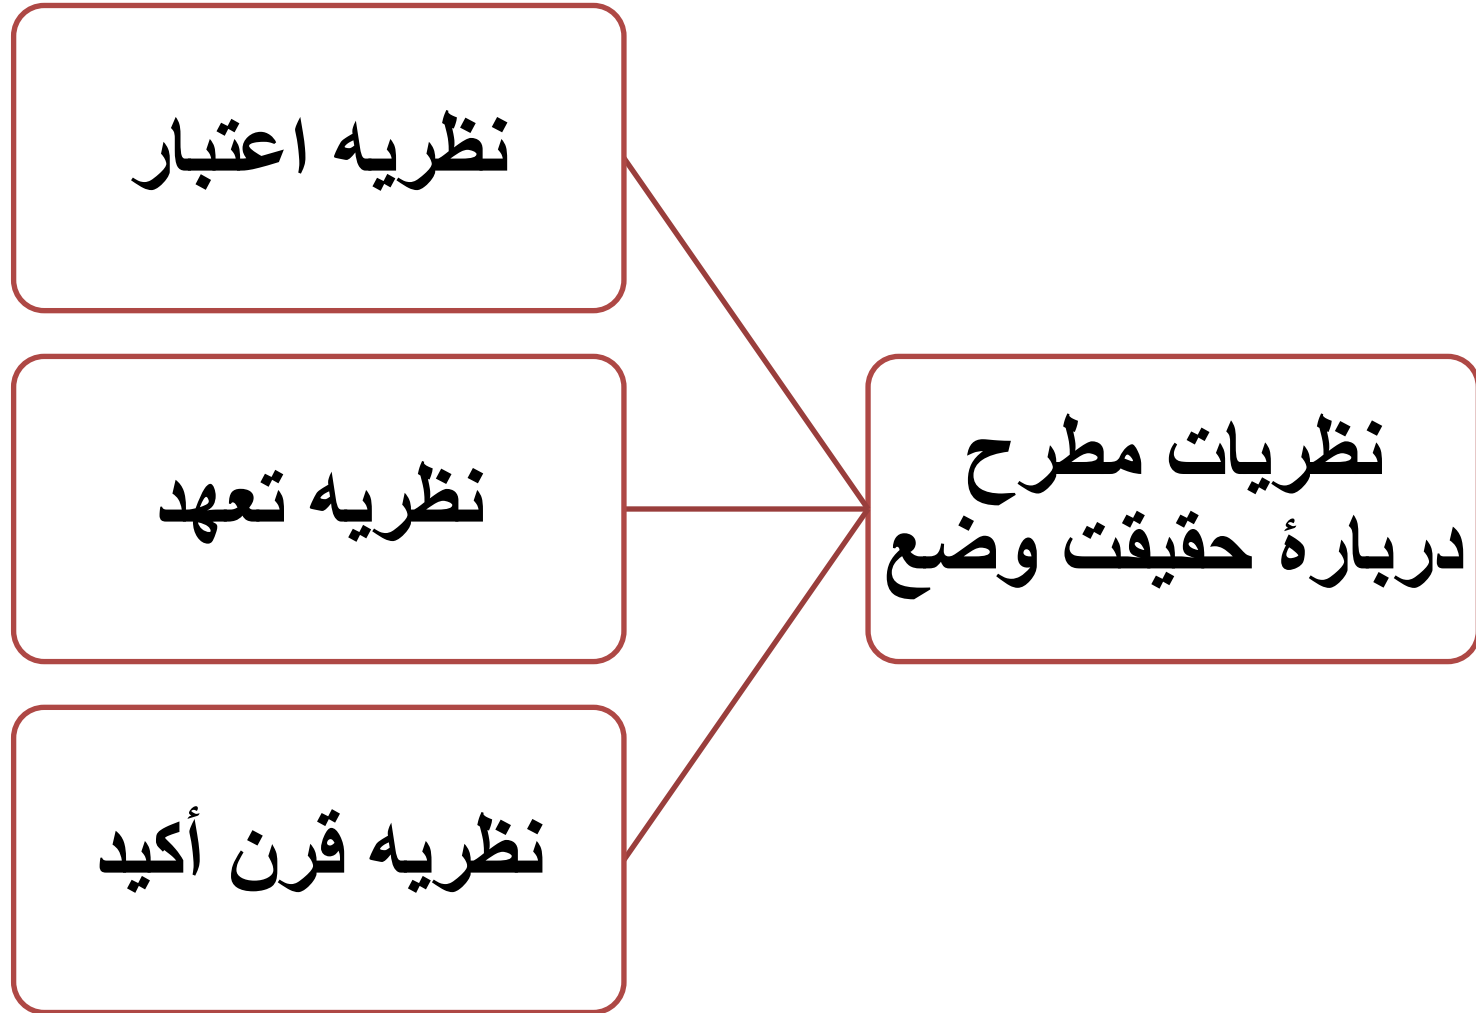 نظریات مطرح
دربارۀ حقیقت وضع
نظریه اعتبار
نظریه تعهد
نظریه قرن أکید